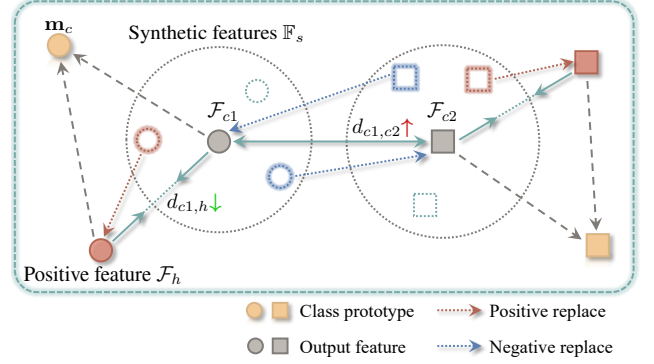 m_c
Synthetic features 𝔽_s
ℱ_c1
ℱ_c2
d_c1,c2↑
d_c1,h↓
Positive feature ℱ_h
Class prototype
Positive replace
Output feature
Negative replace